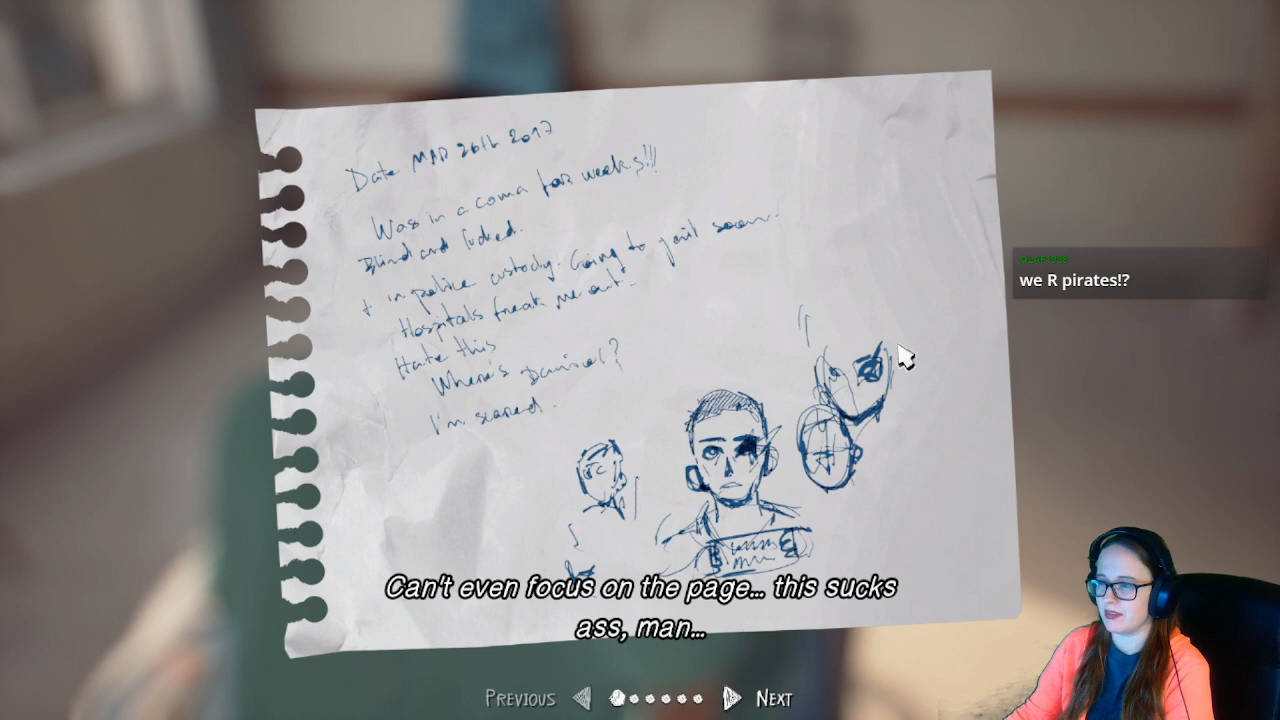 Date MAR 26th 2017
Was in a coma for weeks!!!
Blind and fucked.
+ in police custody. Going to jail soon.
Hospitals freak me out.
Hate this
Where's Daniel?
I'm scared.
we R pirates!?
Can't even focus on the page... this sucks
ass, man...
Previous Next